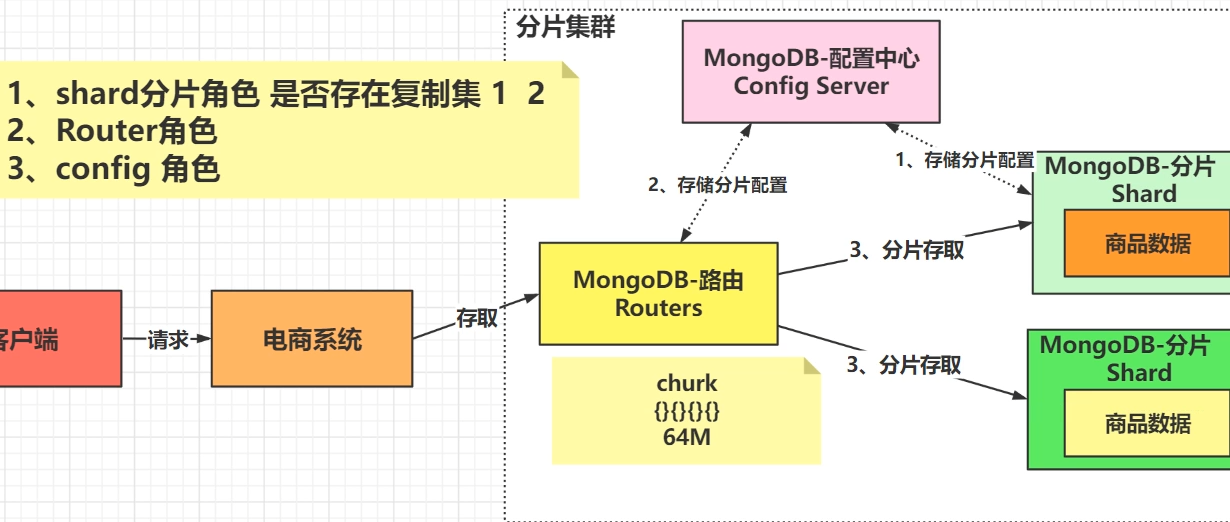 分片集群
MongoDB-配置中心
Config Server
1、shard分片角色 是否存在复制集 1 2
2、Router角色
3、config 角色
1、存储分片配置
2、存储分片配置
MongoDB-分片
Shard
商品数据
3、分片存取
MongoDB-路由
Routers
客户端
请求
电商系统
存取
MongoDB-分片
Shard
商品数据
3、分片存取
churk
{}{}{}{}
64M